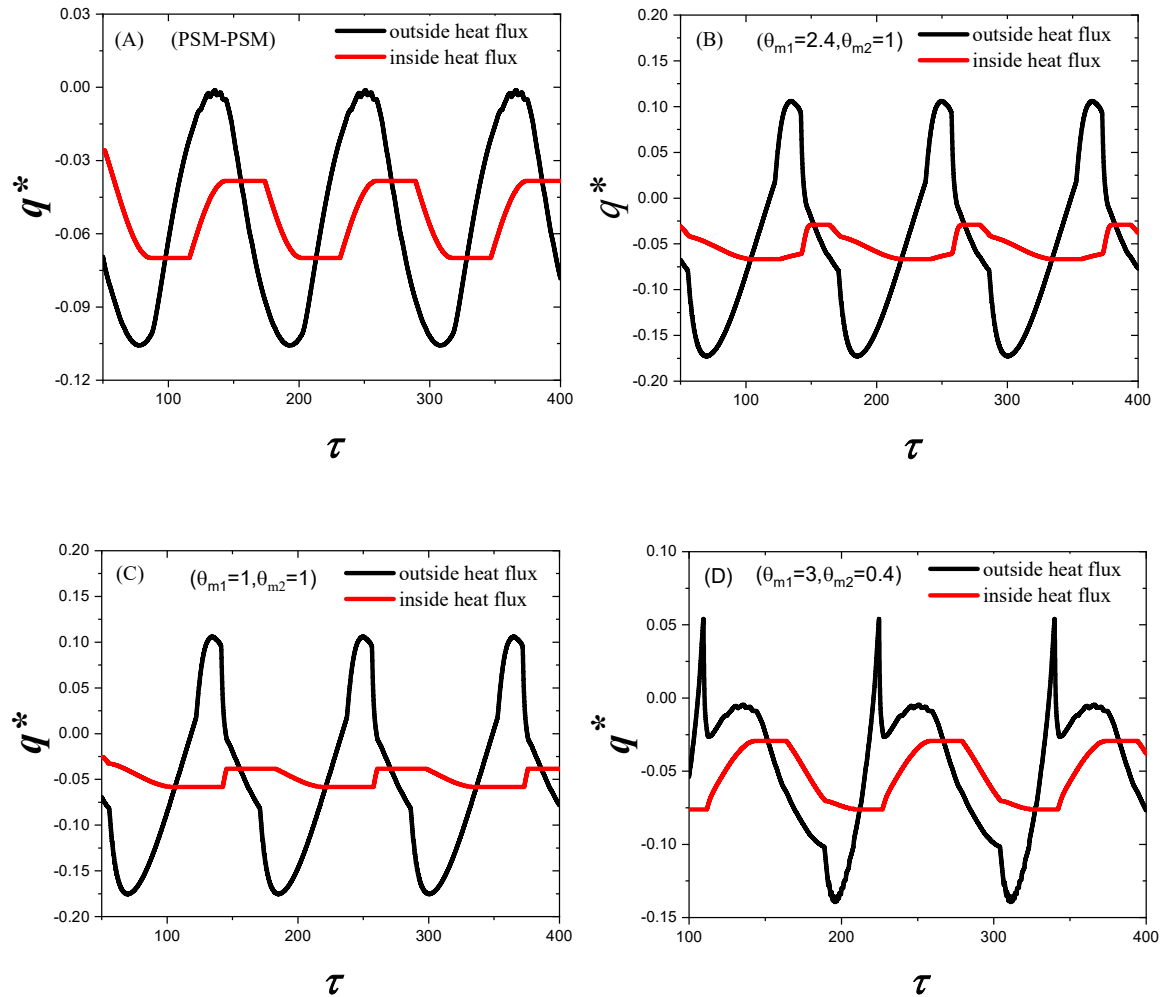 (A) (PSM-PSM)
outside heat flux
inside heat flux
0.03
0.00
-0.03
-0.06
-0.09
-0.12
q*
100 200 300 400
τ
(B) (θm1=2.4,θm2=1)
outside heat flux
inside heat flux
0.20
0.15
0.10
0.05
0.00
-0.05
-0.10
-0.15
-0.20
q*
100 200 300 400
τ
(C) (θm1=1,θm2=1)
outside heat flux
inside heat flux
0.20
0.15
0.10
0.05
0.00
-0.05
-0.10
-0.15
-0.20
q*
100 200 300 400
τ
(D) (θm1=3,θm2=0.4)
outside heat flux
inside heat flux
0.10
0.05
0.00
-0.05
-0.10
-0.15
q*
100 200 300 400
τ